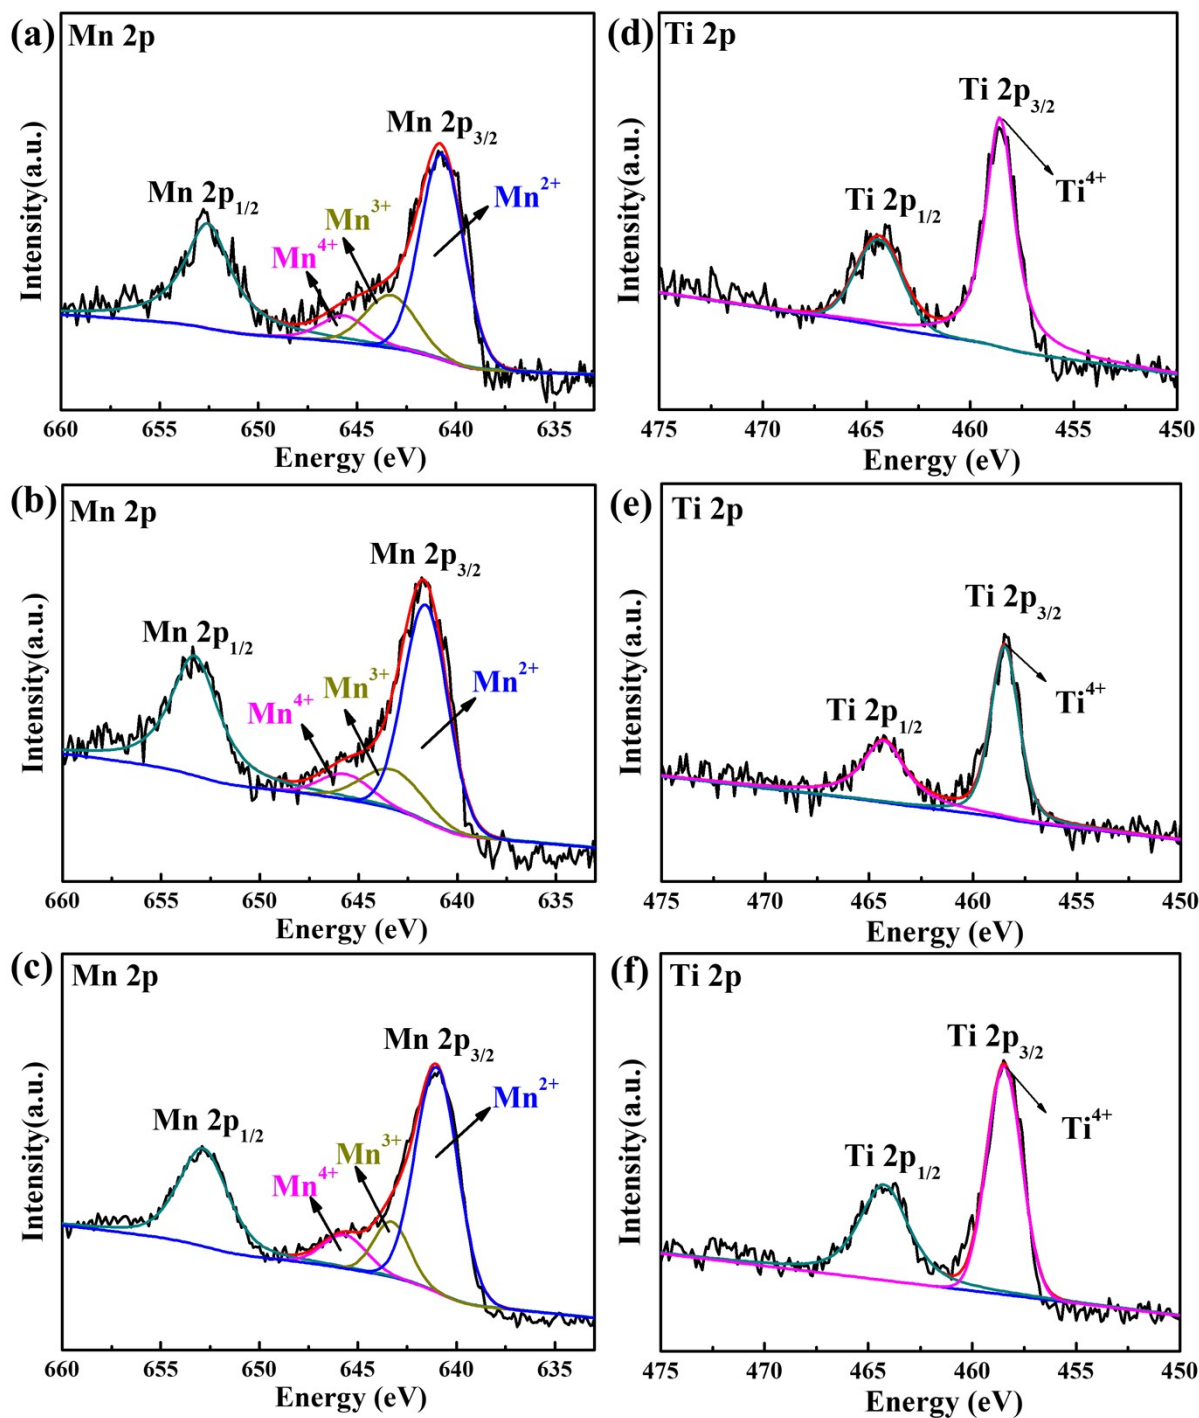 (a)
Mn 2p
Mn 2p3/2
Mn 2p1/2
Mn4+
Mn3+
Mn2+
Intensity(a.u.)
660 655 650 645 640 635
Energy (eV)
(d)
Ti 2p
Ti 2p3/2
Ti4+
Ti 2p1/2
Intensity(a.u.)
475 470 465 460 455 450
Energy (eV)
(b)
Mn 2p
Mn 2p3/2
Mn 2p1/2
Mn4+
Mn3+
Mn2+
Intensity(a.u.)
660 655 650 645 640 635
Energy (eV)
(e)
Ti 2p
Ti 2p3/2
Ti4+
Ti 2p1/2
Intensity(a.u.)
475 470 465 460 455 450
Energy (eV)
(c)
Mn 2p
Mn 2p3/2
Mn 2p1/2
Mn4+
Mn3+
Mn2+
Intensity(a.u.)
660 655 650 645 640 635
Energy (eV)
(f)
Ti 2p
Ti 2p3/2
Ti4+
Ti 2p1/2
Intensity(a.u.)
475 470 465 460 455 450
Energy (eV)